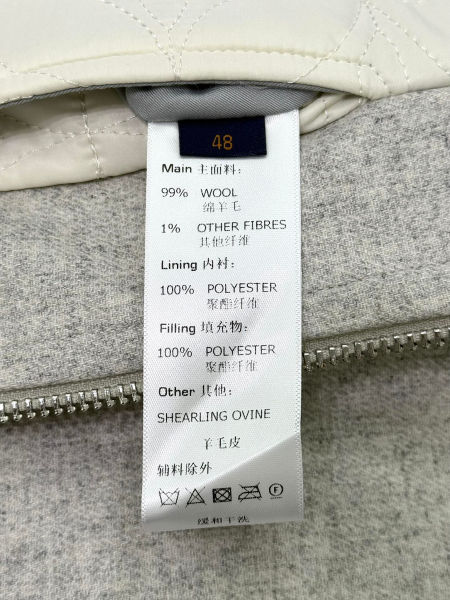 48
Main 主面料:
99% WOOL
绵羊毛
1% OTHER FIBRES
其他纤维
Lining 内衬:
100% POLYESTER
聚酯纤维
Filling 填充物:
100% POLYESTER
聚酯纤维
Other 其他:
SHEARLING OVINE
羊毛皮
辅料除外
F
缓和干洗